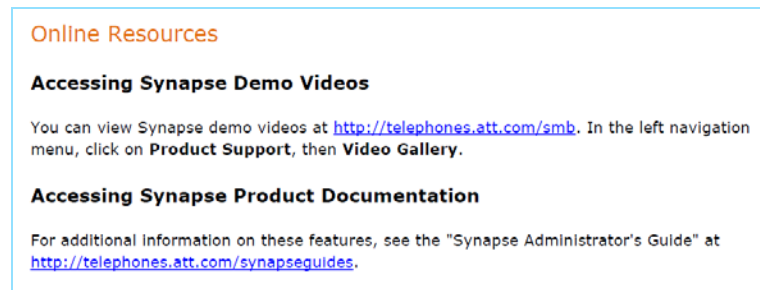 Online Resources
Accessing Synapse Demo Videos
You can view Synapse demo videos at http://telephones.att.com/smb. In the left navigation
menu, click on Product Support, then Video Gallery.
Accessing Synapse Product Documentation
For additional information on these features, see the "Synapse Administrator's Guide" at
http://telephones.att.com/synapseguides.